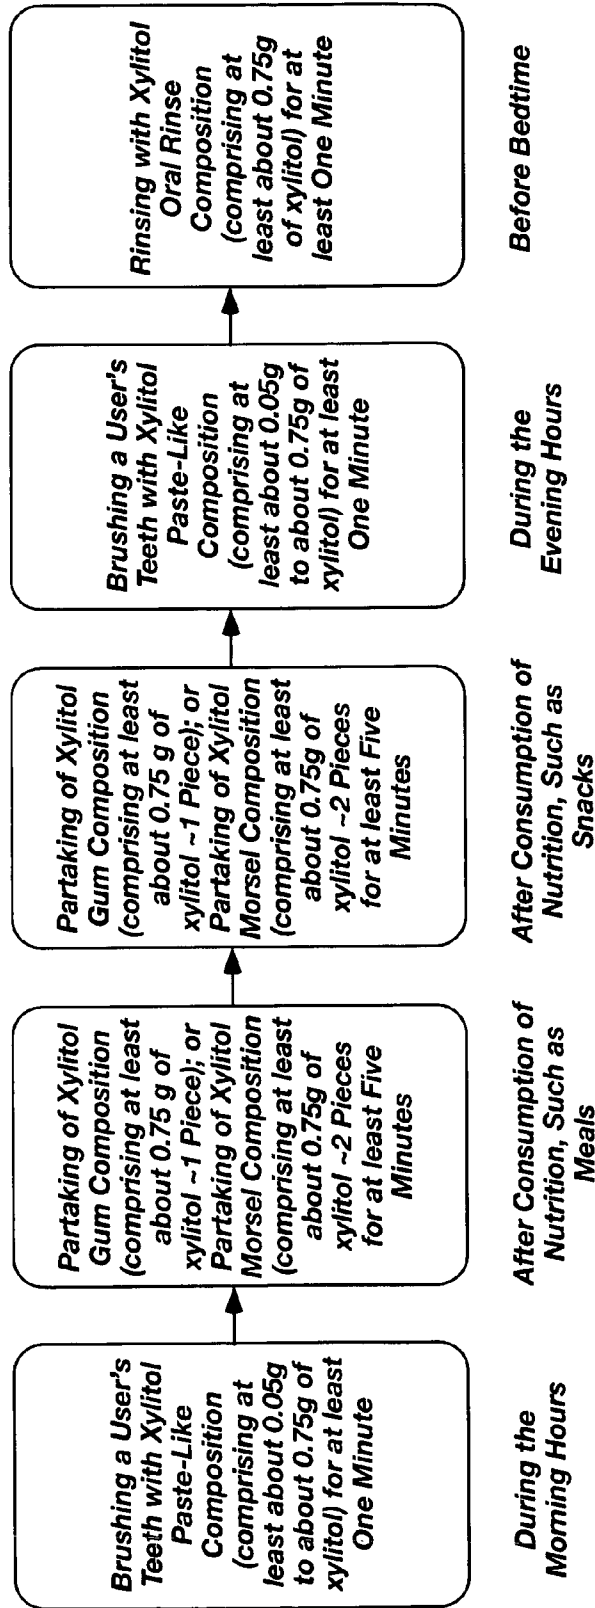 Brushing a User's
Teeth with Xylitol
Paste-Like
Composition
(comprising at
least about 0.05g
to about 0.75g of
xylitol) for at least
One Minute
During the
Morning Hours
Partaking of Xylitol
Gum Composition
(comprising at least
about 0.75 g of
xylitol ~1 Piece); or
Partaking of Xylitol
Morsel Composition
(comprising at least
about 0.75g of
xylitol ~2 Pieces
for at least Five
Minutes
After Consumption of
Nutrition, Such as
Meals
Partaking of Xylitol
Gum Composition
(comprising at least
about 0.75 g of
xylitol ~1 Piece); or
Partaking of Xylitol
Morsel Composition
(comprising at least
about 0.75g of
xylitol ~2 Pieces
for at least Five
Minutes
After Consumption of
Nutrition, Such as
Snacks
Brushing a User's
Teeth with Xylitol
Paste-Like
Composition
(comprising at
least about 0.05g
to about 0.75g of
xylitol) for at least
One Minute
During the
Evening Hours
Rinsing with Xylitol
Oral Rinse
Composition
(comprising at
least about 0.75g
of xylitol) for at
least One Minute
Before Bedtime